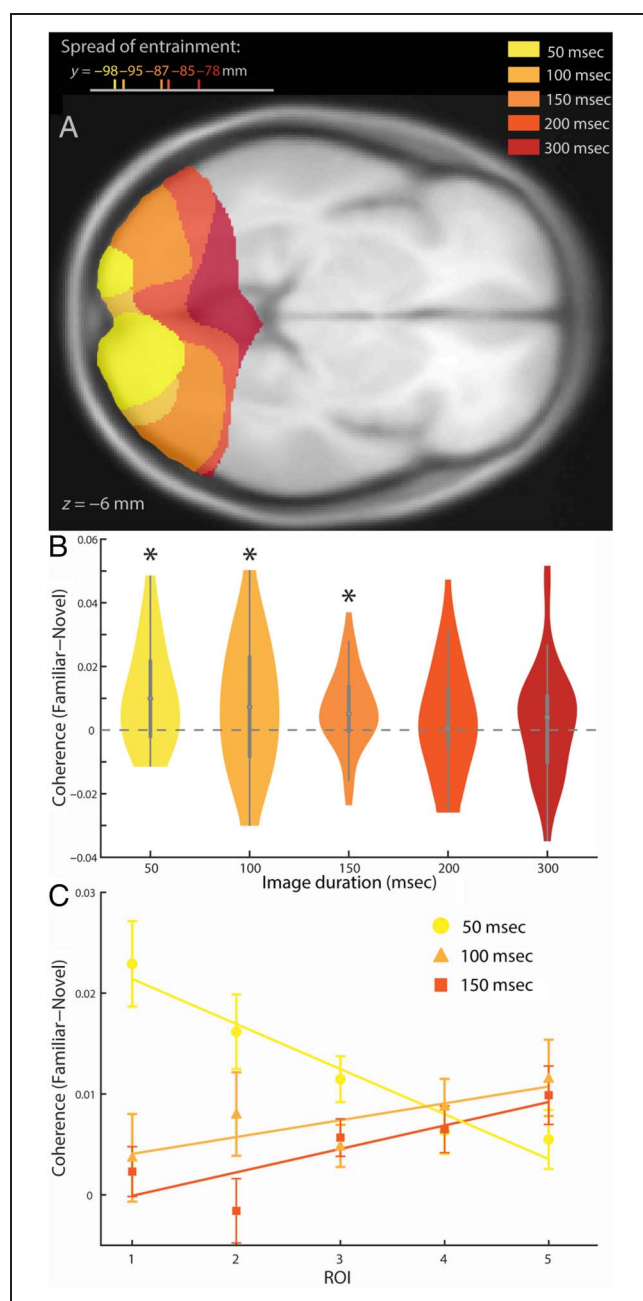 Spread of entrainment:
y = −98 −95 −87 −85 −78 mm
50 msec
100 msec
150 msec
200 msec
300 msec
A
z = −6 mm
B
0.06
0.04
0.02
0
−0.02
−0.04
Coherence (Familiar−Novel)
* * *
50 100 150 200 300
Image duration (msec)
C
0.03
0.02
0.01
0
Coherence (Familiar−Novel)
50 msec
100 msec
150 msec
1 2 3 4 5
ROI